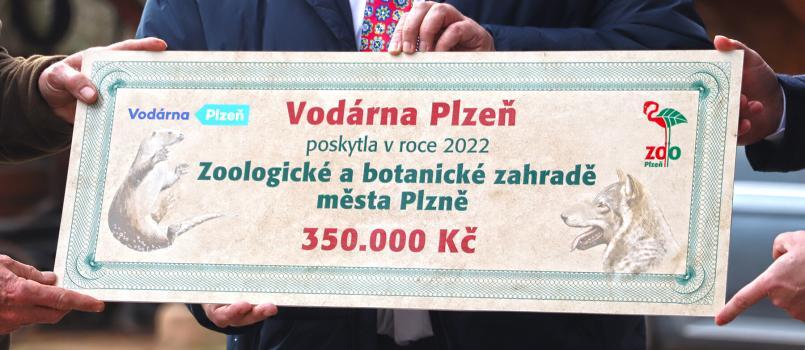 Vodárna Plzeň
Vodárna Plzeň
poskytla v roce 2022
Zoologické a botanické zahradě
města Plzně
350.000 Kč
ZOO
Plzeň